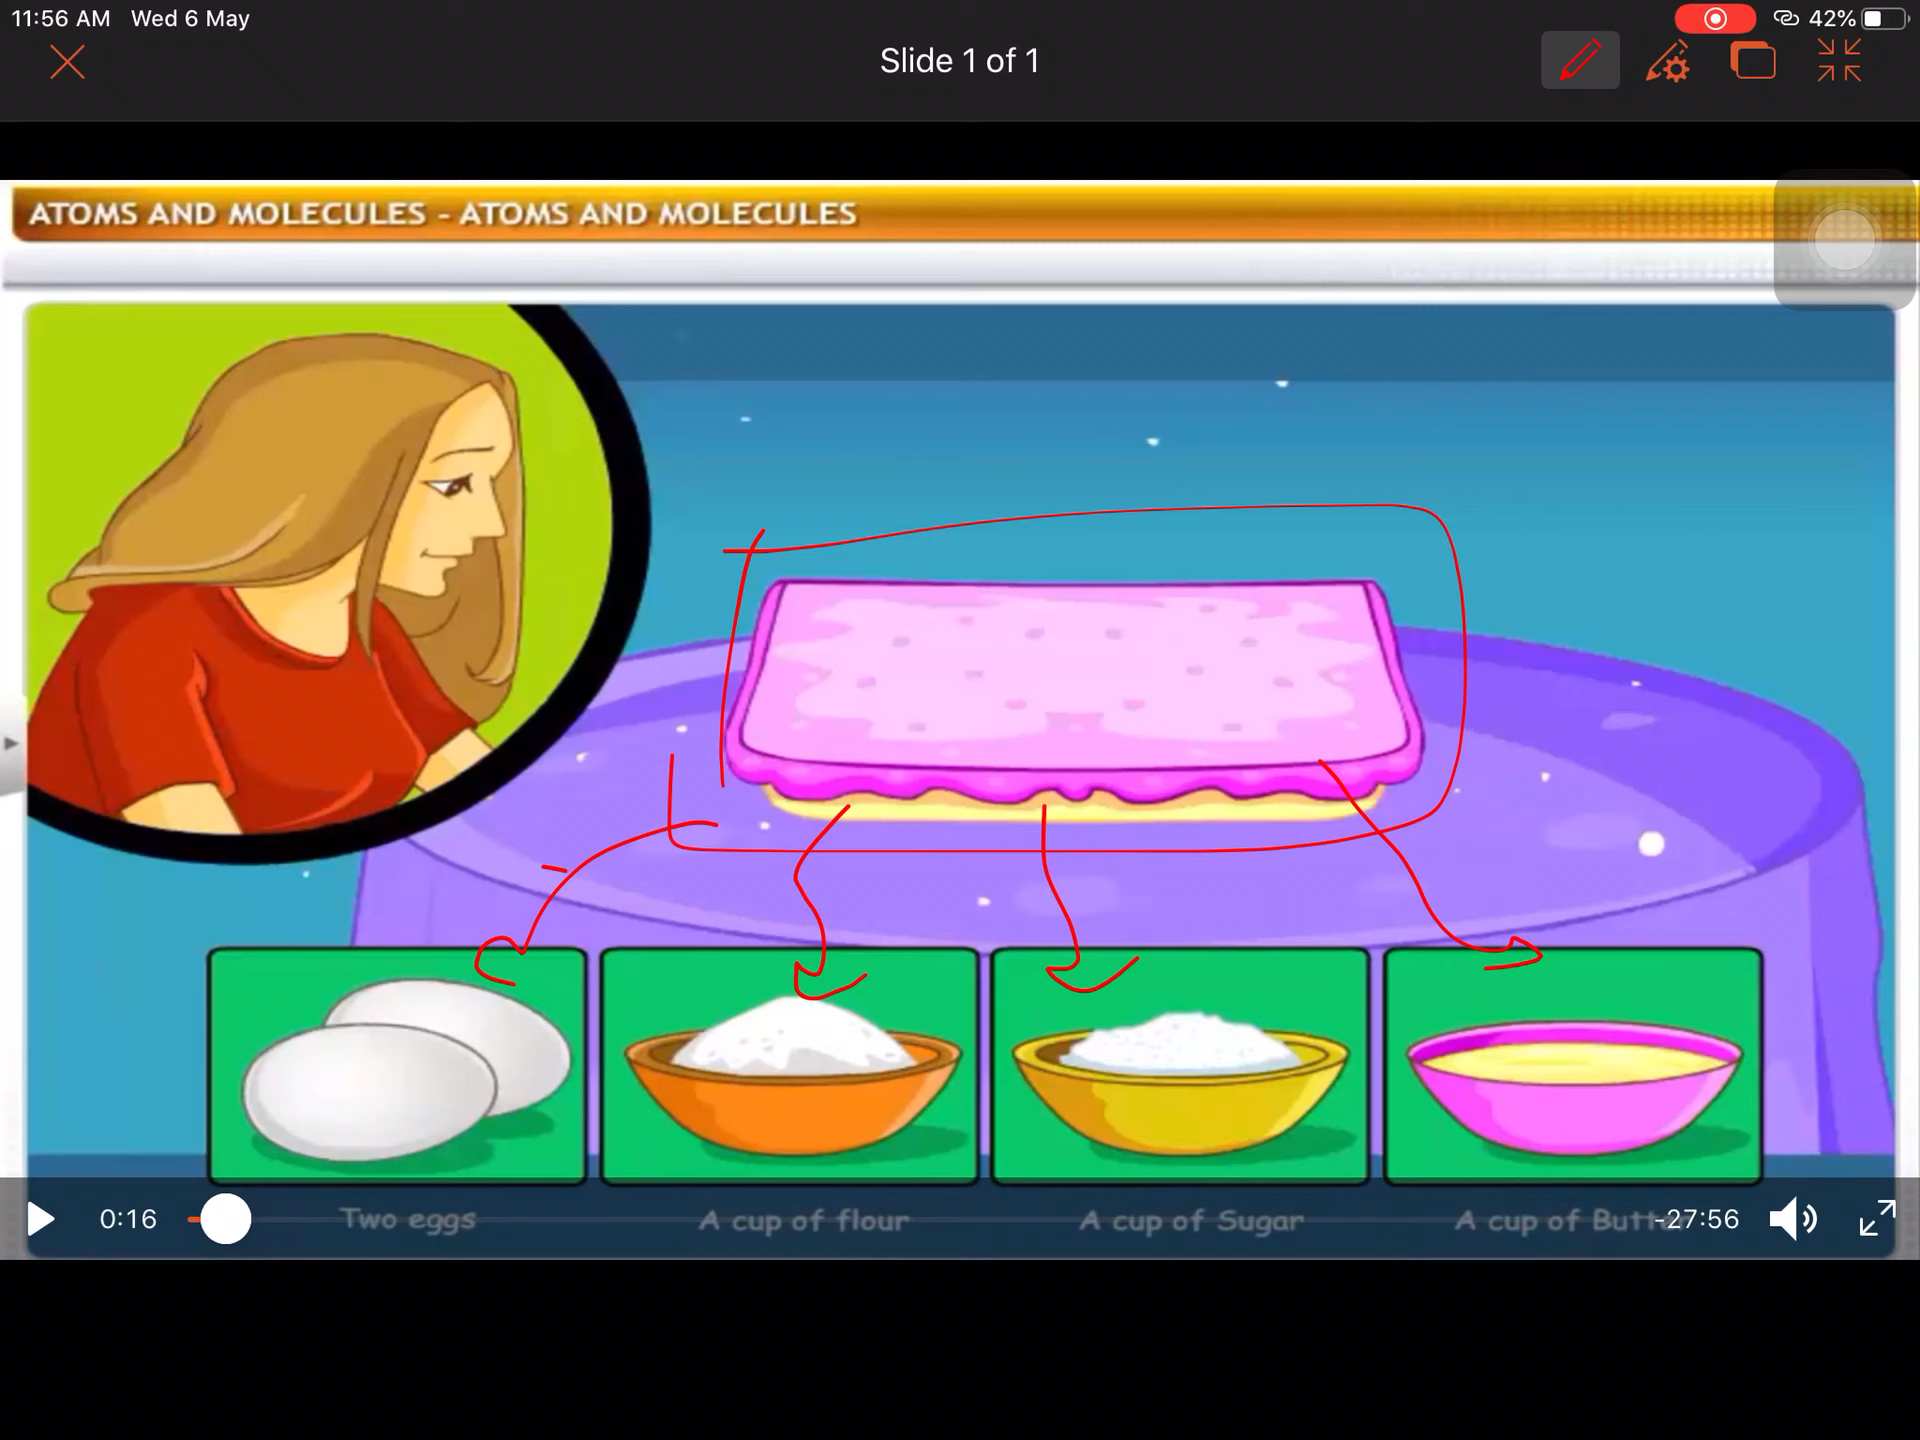 11:56 AM Wed 6 May
42%
Slide 1 of 1
ATOMS AND MOLECULES - ATOMS AND MOLECULES
0:16
Two eggs
A cup of flour
A cup of Sugar
A cup of Butter
-27:56